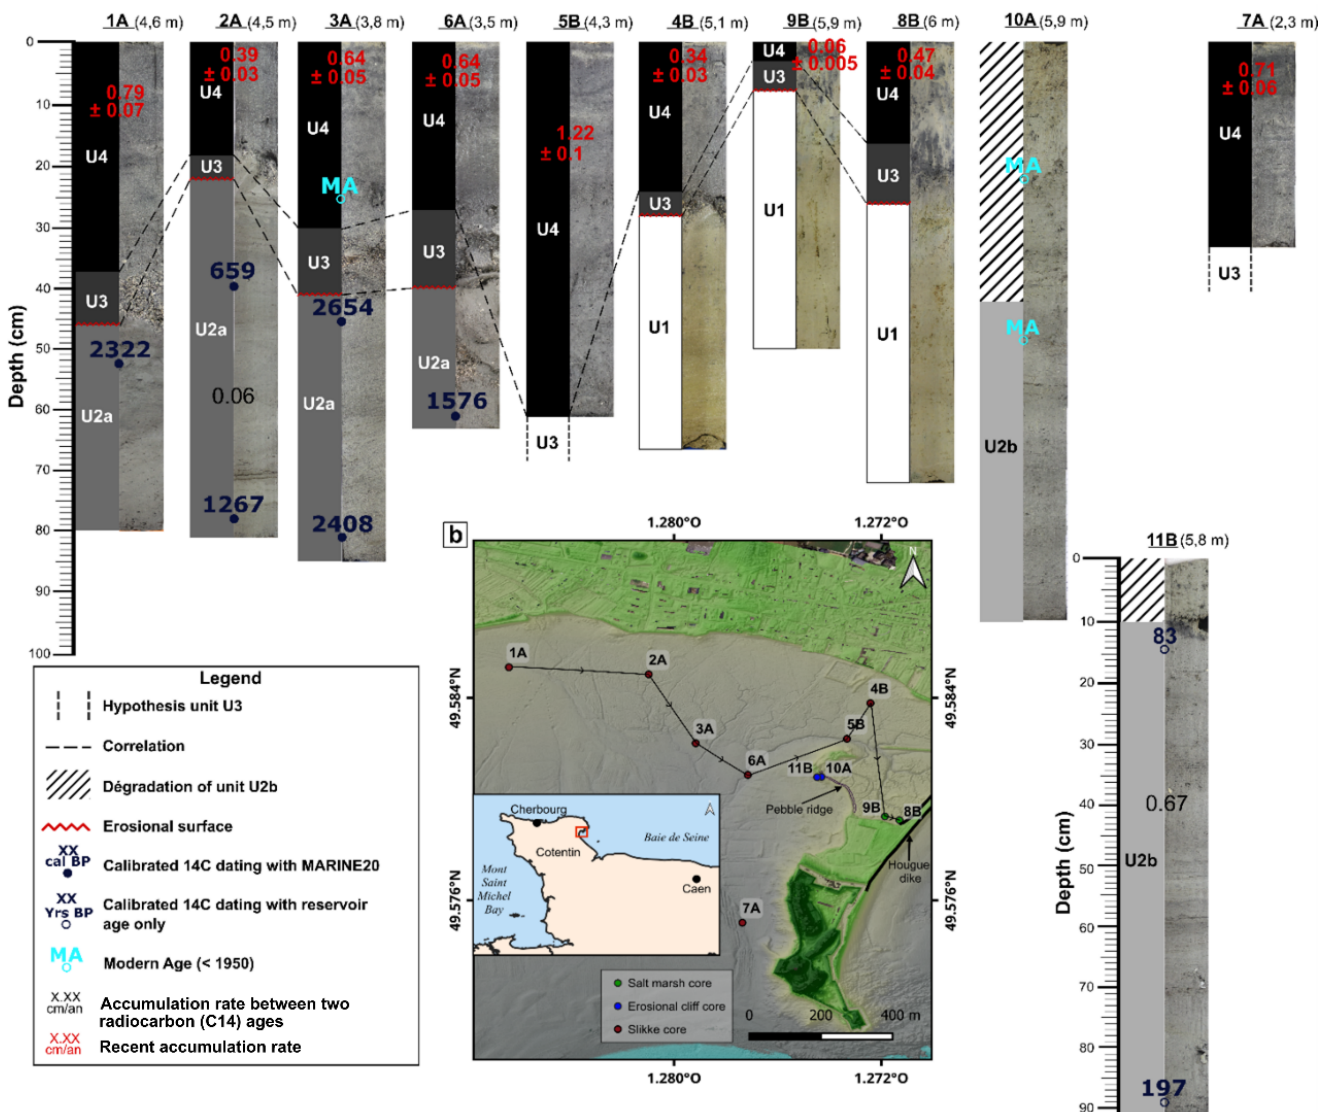 1A (4,6 m)
2A (4,5 m)
3A (3,8 m)
6A (3,5 m)
5B (4,3 m)
4B (5,1 m)
9B (5,9 m)
8B (6 m)
10A (5,9 m)
7A (2,3 m)
Depth (cm)
0
10
20
30
40
50
60
70
80
90
100
0.79
± 0.07
U4
U3
2322
U2a
0.39
± 0.03
U4
U3
659
U2a
0.06
1267
0.64
± 0.05
U4
MA
U3
2654
U2a
2408
0.64
± 0.05
U4
U3
U2a
1576
1.22
± 0.1
U4
U3
0.34
± 0.03
U4
U3
U1
U4
0.06
± 0.005
U3
U1
0.47
± 0.04
U4
U3
U1
MA
MA
U2b
0.71
± 0.06
U4
U3
11B (5,8 m)
Depth (cm)
0
10
20
30
40
50
60
70
80
90
83
0.67
U2b
197
Legend
Hypothesis unit U3
Correlation
Dégradation of unit U2b
Erosional surface
XX
cal BP
Calibrated 14C dating with MARINE20
XX
Yrs BP
Calibrated 14C dating with reservoir
age only
MA
Modern Age (< 1950)
X.XX
cm/an
Accumulation rate between two
radiocarbon (C14) ages
X.XX
cm/an
Recent accumulation rate
b
1.280°O
1.272°O
N
49.584°N
49.576°N
1A
2A
3A
4B
5B
6A
11B
10A
Pebble ridge
9B
8B
Hougue
dike
7A
Cherbourg
Cotentin
Baie de Seine
Mont
Saint
Michel
Bay
Caen
Salt marsh core
Erosional cliff core
Slikke core
0
200
400 m
49.584°N
49.576°N
1.280°O
1.272°O